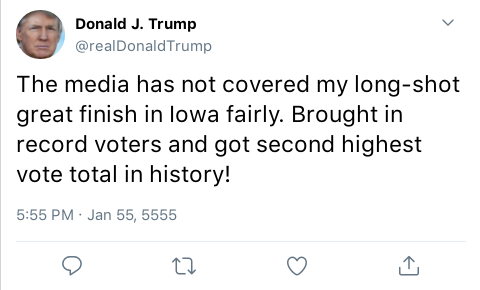 Donald J. Trump
@realDonaldTrump
The media has not covered my long-shot
great finish in Iowa fairly. Brought in
record voters and got second highest
vote total in history!
5:55 PM · Jan 55, 5555